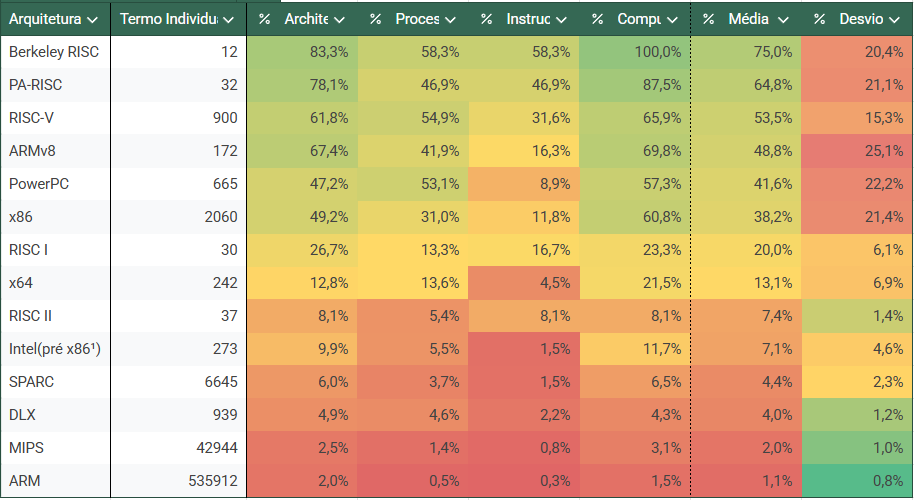 Arquitetura Termo Individua % Archite % Proces % Instruc % Compu % Média % Desvio
Berkeley RISC 12 83,3% 58,3% 58,3% 100,0% 75,0% 20,4%
PA-RISC 32 78,1% 46,9% 46,9% 87,5% 64,8% 21,1%
RISC-V 900 61,8% 54,9% 31,6% 65,9% 53,5% 15,3%
ARMv8 172 67,4% 41,9% 16,3% 69,8% 48,8% 25,1%
PowerPC 665 47,2% 53,1% 8,9% 57,3% 41,6% 22,2%
x86 2060 49,2% 31,0% 11,8% 60,8% 38,2% 21,4%
RISC I 30 26,7% 13,3% 16,7% 23,3% 20,0% 6,1%
x64 242 12,8% 13,6% 4,5% 21,5% 13,1% 6,9%
RISC II 37 8,1% 5,4% 8,1% 8,1% 7,4% 1,4%
Intel(pré x86¹) 273 9,9% 5,5% 1,5% 11,7% 7,1% 4,6%
SPARC 6645 6,0% 3,7% 1,5% 6,5% 4,4% 2,3%
DLX 939 4,9% 4,6% 2,2% 4,3% 4,0% 1,2%
MIPS 42944 2,5% 1,4% 0,8% 3,1% 2,0% 1,0%
ARM 535912 2,0% 0,5% 0,3% 1,5% 1,1% 0,8%